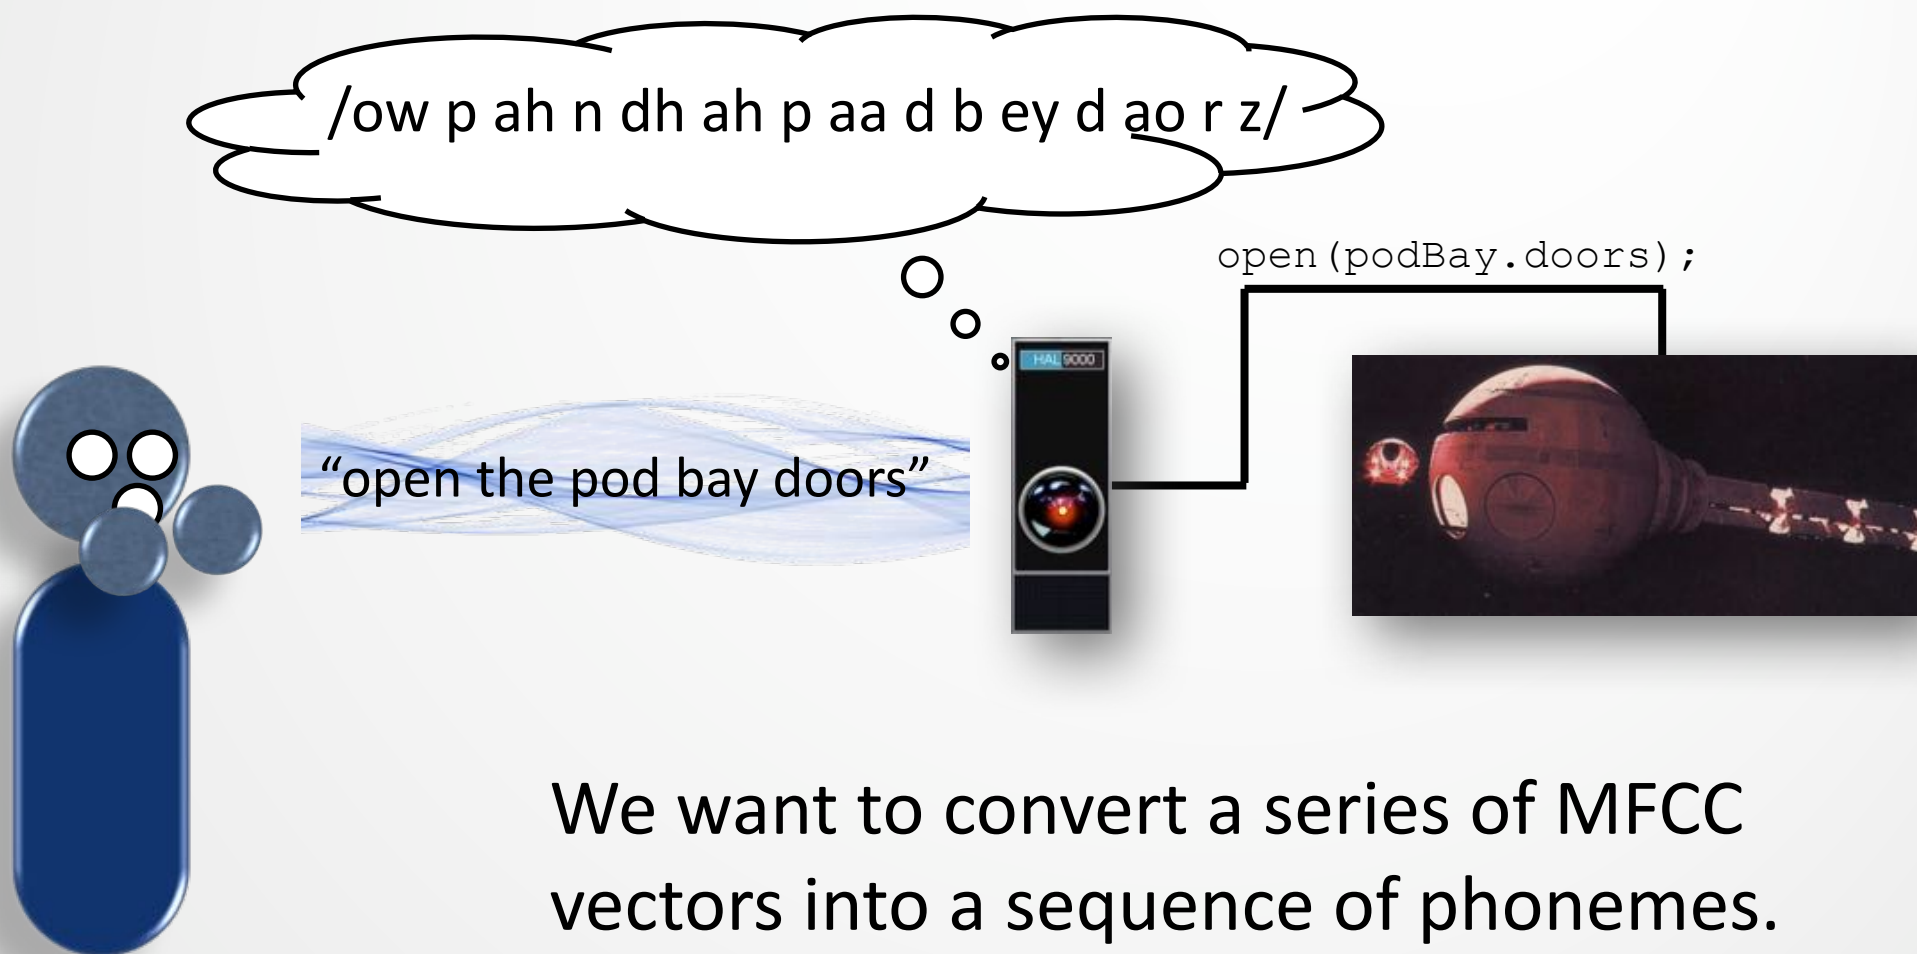 /ow p ah n dh ah p aa d b ey d ao r z/
open(podBay.doors);
HAL 9000
“open the pod bay doors”
We want to convert a series of MFCC
vectors into a sequence of phonemes.